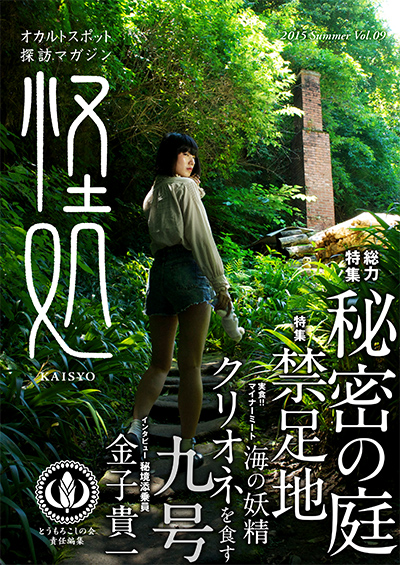 2015 Summer Vol.09
オカルトスポット
探訪マガジン
怪処
KAISYO
総力
特集
秘密の庭
特集
禁足地
実食!!
マイナーミート
海の妖精
クリオネを食す
九号
インタビュー 秘境添乗員
金子貴一
とうもろこしの会
責任編集